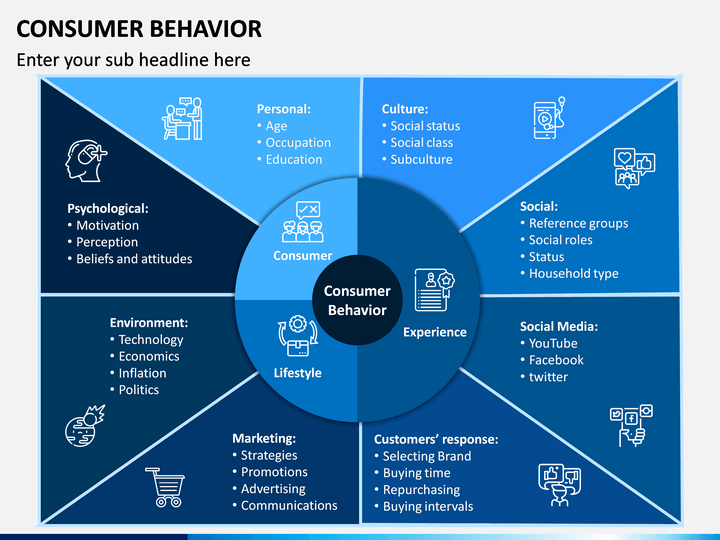 CONSUMER BEHAVIOR
Enter your sub headline here
Personal:
• Age
• Occupation
• Education
Culture:
• Social status
• Social class
• Subculture
Psychological:
• Motivation
• Perception
• Beliefs and attitudes
Social:
• Reference groups
• Social roles
• Status
• Household type
Consumer
Consumer
Behavior
Experience
Lifestyle
Environment:
• Technology
• Economics
• Inflation
• Politics
Social Media:
• YouTube
• Facebook
• twitter
Marketing:
• Strategies
• Promotions
• Advertising
• Communications
Customers’ response:
• Selecting Brand
• Buying time
• Repurchasing
• Buying intervals